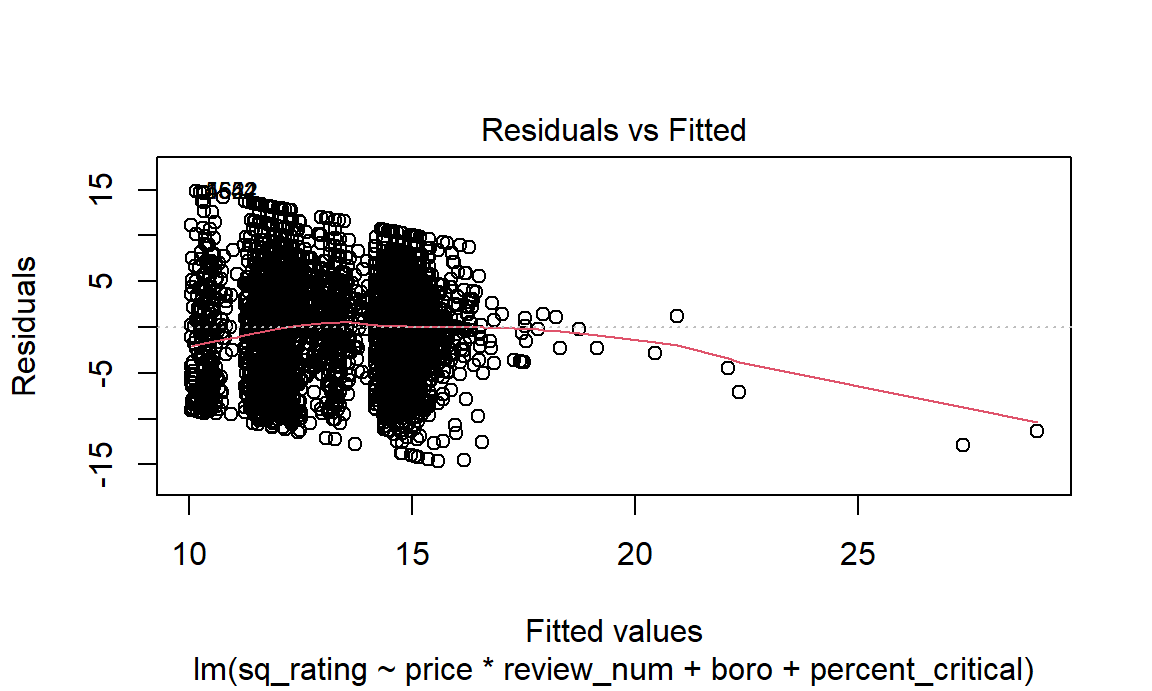 Residuals vs Fitted
Residuals
15
5
-5
-15
10 15 20 25
Fitted values
lm(sq_rating ~ price * review_num + boro + percent_critical)